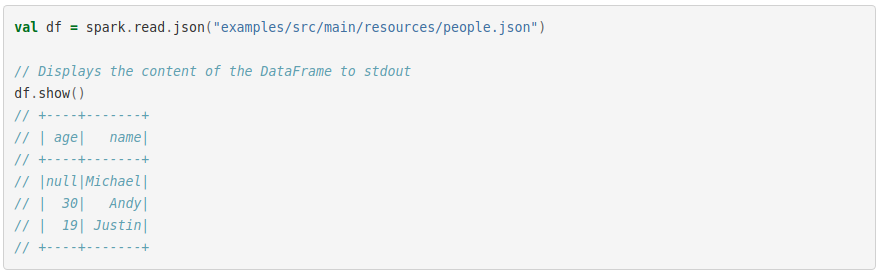 val df = spark.read.json("examples/src/main/resources/people.json")

// Displays the content of the DataFrame to stdout
df.show()
// +----+-------+
// | age|   name|
// +----+-------+
// |null|Michael|
// |  30|   Andy|
// |  19| Justin|
// +----+-------+